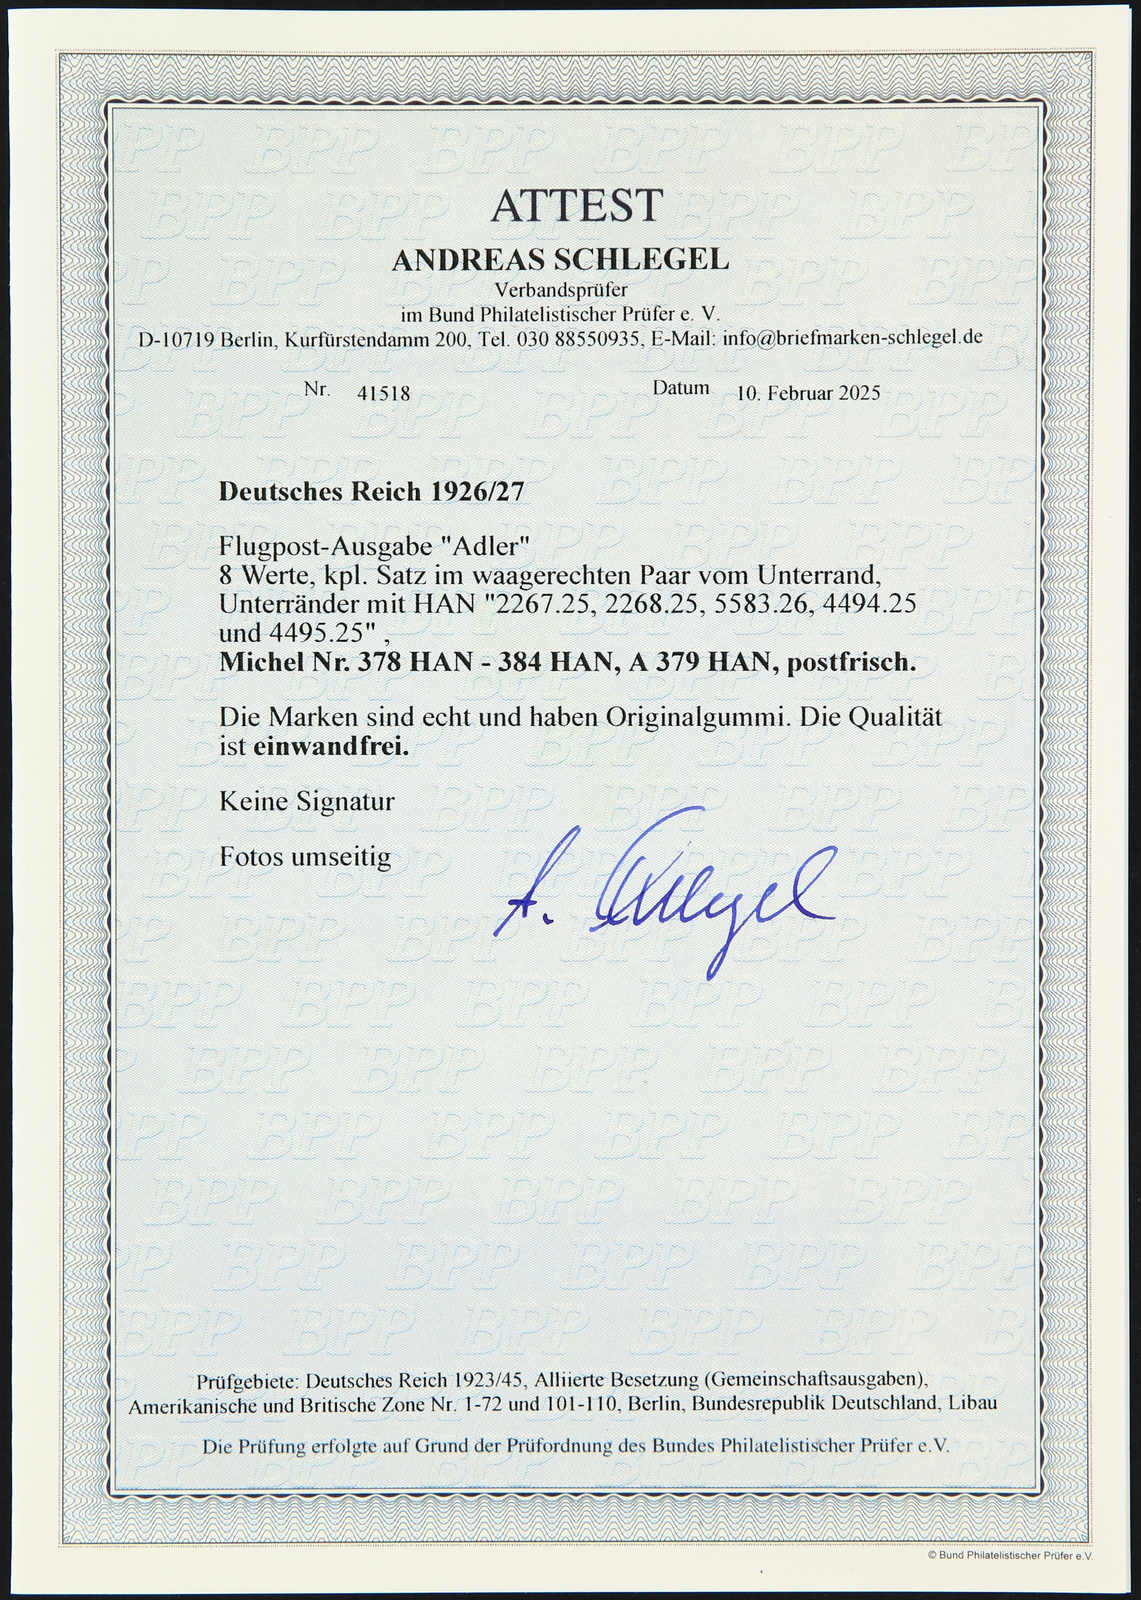 ATTEST
ANDREAS SCHLEGEL
Verbandsprüfer
im Bund Philatelistischer Prüfer e. V.
D-10719 Berlin, Kurfürstendamm 200, Tel. 030 88550935, E-Mail: info@briefmarken-schlegel.de
Nr. 41518 Datum 10. Februar 2025
Deutsches Reich 1926/27
Flugpost-Ausgabe "Adler"
8 Werte, kpl. Satz im waagerechten Paar vom Unterrand,
Unterränder mit HAN "2267.25, 2268.25, 5583.26, 4494.25
und 4495.25" ,
Michel Nr. 378 HAN - 384 HAN, A 379 HAN, postfrisch.
Die Marken sind echt und haben Originalgummi. Die Qualität
ist einwandfrei.
Keine Signatur
Fotos umseitig
A. Schlegel
Prüfgebiete: Deutsches Reich 1923/45, Alliierte Besetzung (Gemeinschaftsausgaben),
Amerikanische und Britische Zone Nr. 1-72 und 101-110, Berlin, Bundesrepublik Deutschland, Libau
Die Prüfung erfolgte auf Grund der Prüfordnung des Bundes Philatelistischer Prüfer e.V.
© Bund Philatelistischer Prüfer e.V.